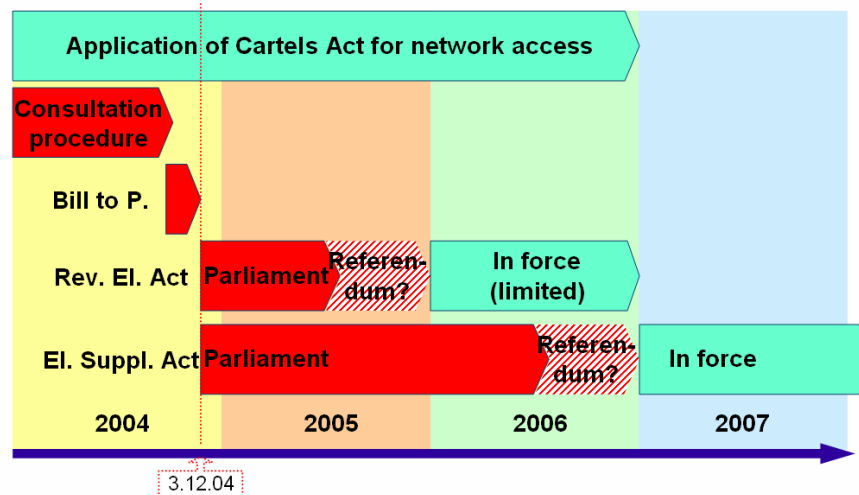 Application of Cartels Act for network access
Consultation
procedure
Bill to P.
Rev. El. Act
Parliament
Referen-
dum?
In force
(limited)
El. Suppl. Act
Parliament
Referen-
dum?
In force
2004
2005
2006
2007
3.12.04